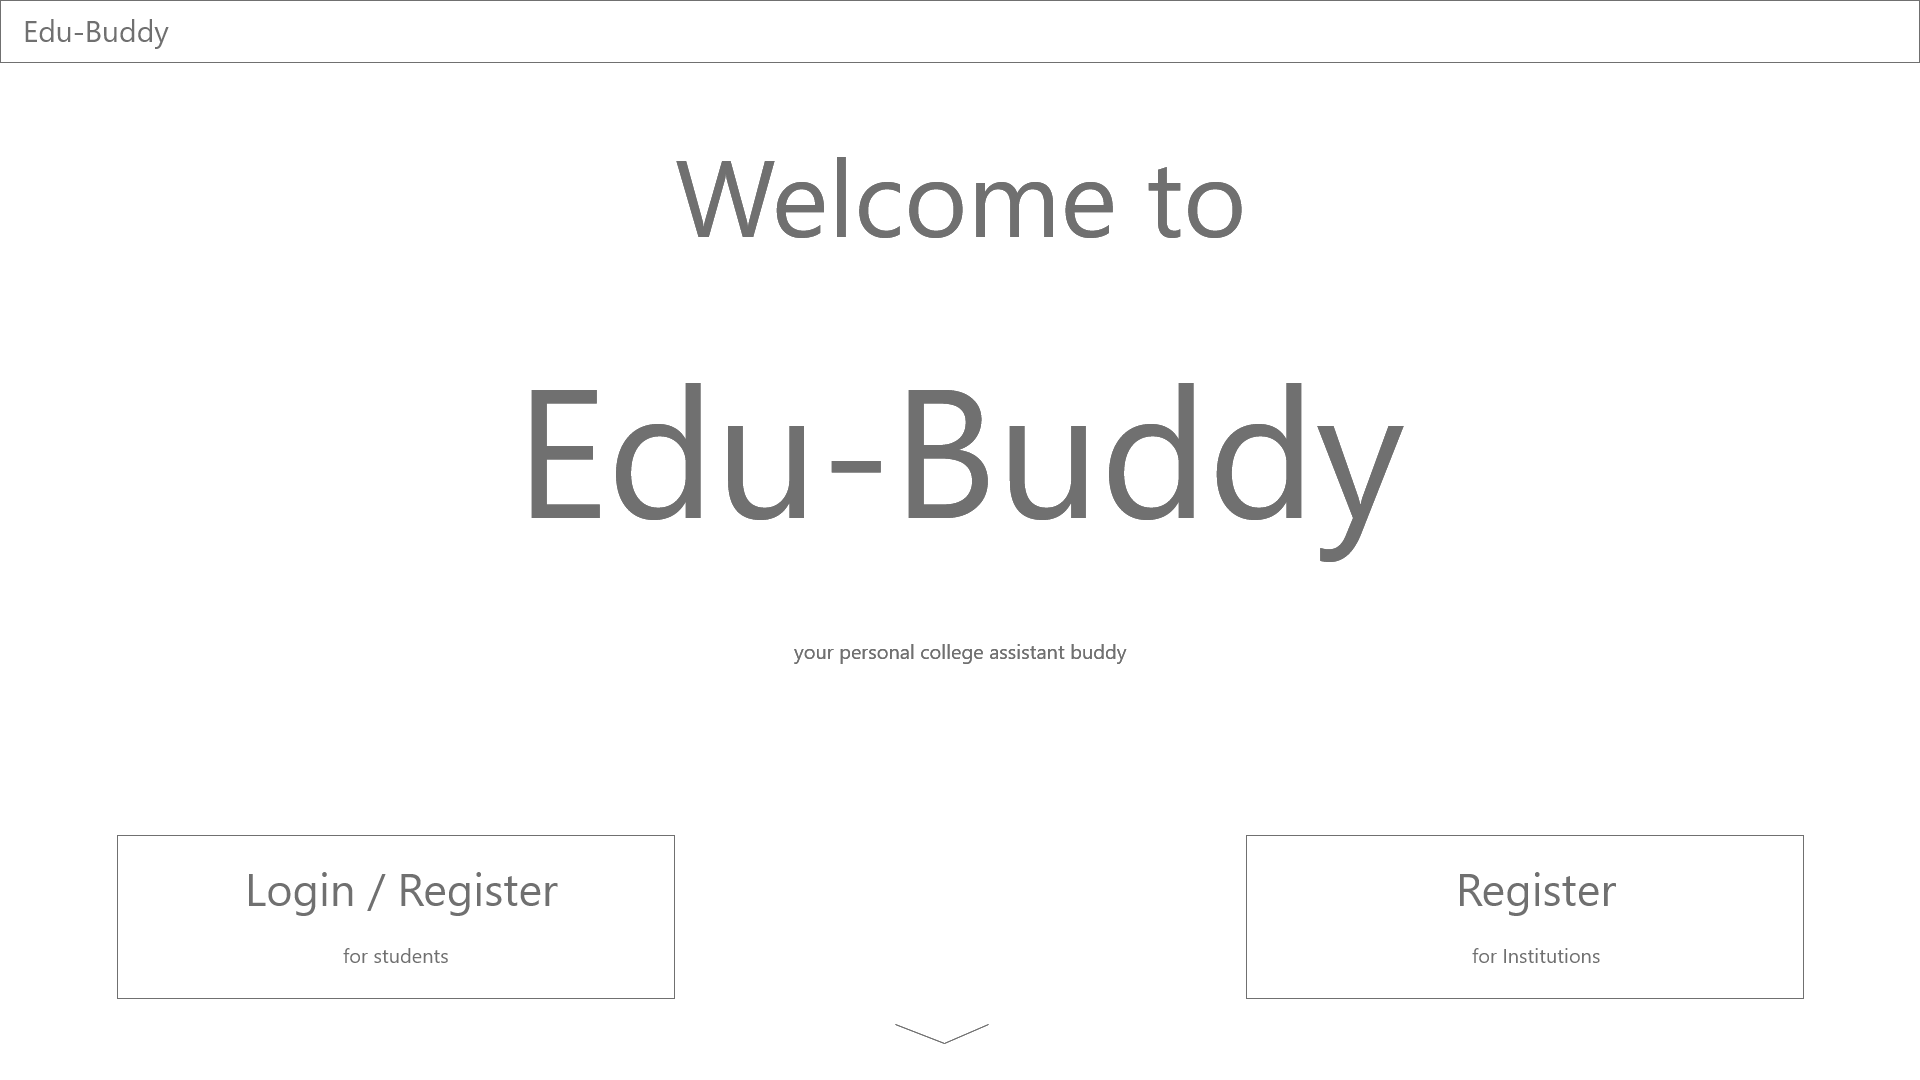 Edu-Buddy
Welcome to
Edu-Buddy
your personal college assistant buddy
Login / Register
for students
Register
for Institutions